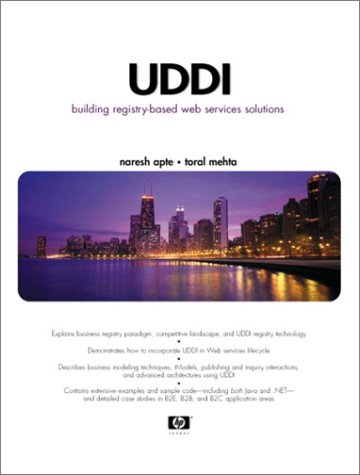 UDDI
building registry-based web services solutions
naresh apte • toral mehta
Explains business registry paradigm, competitive landscape, and UDDI registry technology
•
Demonstrates how to incorporate UDDI in Web services lifecycle
•
Describes business modeling techniques, tModels, publishing and inquiry interactions,
and advanced architectures using UDDI
•
Contains extensive examples and sample code—including both Java and .NET—
and detailed case studies in B2E, B2B, and B2C application areas
hp
invent